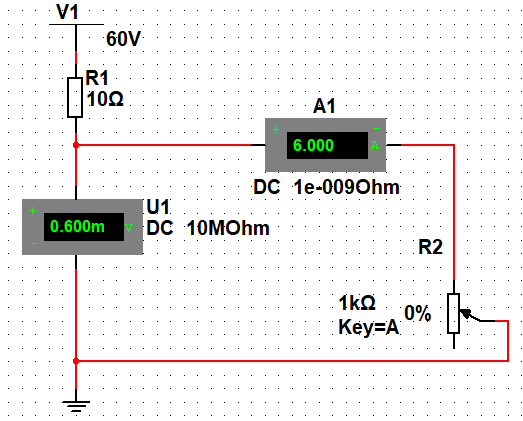 V1
60V
R1
10Ω
A1
+ -
6.000 A
DC 1e-009Ohm
U1
+
0.600m V
-
DC 10MOhm
R2
1kΩ
0%
Key=A